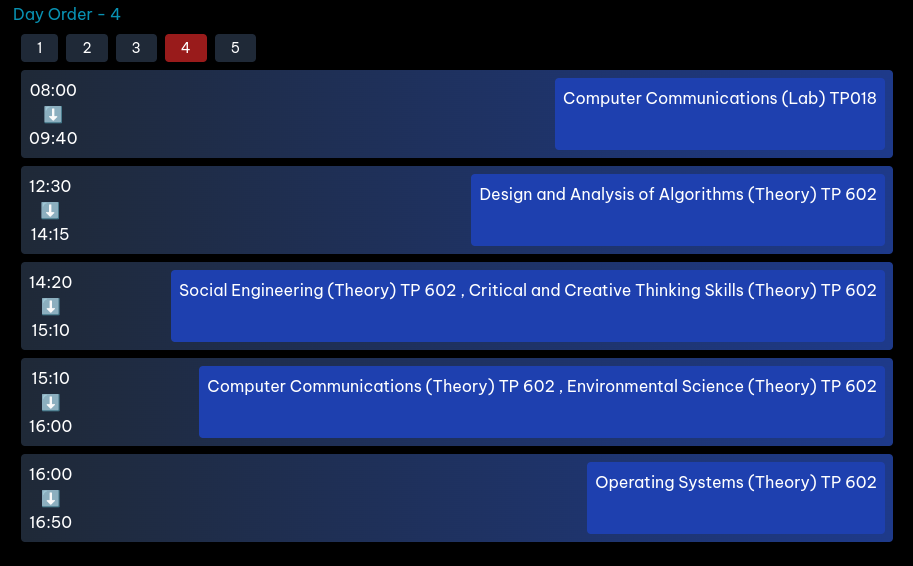 Day Order - 4
1 2 3 4 5
08:00
⬇️
09:40
Computer Communications (Lab) TP018
12:30
⬇️
14:15
Design and Analysis of Algorithms (Theory) TP 602
14:20
⬇️
15:10
Social Engineering (Theory) TP 602 , Critical and Creative Thinking Skills (Theory) TP 602
15:10
⬇️
16:00
Computer Communications (Theory) TP 602 , Environmental Science (Theory) TP 602
16:00
⬇️
16:50
Operating Systems (Theory) TP 602